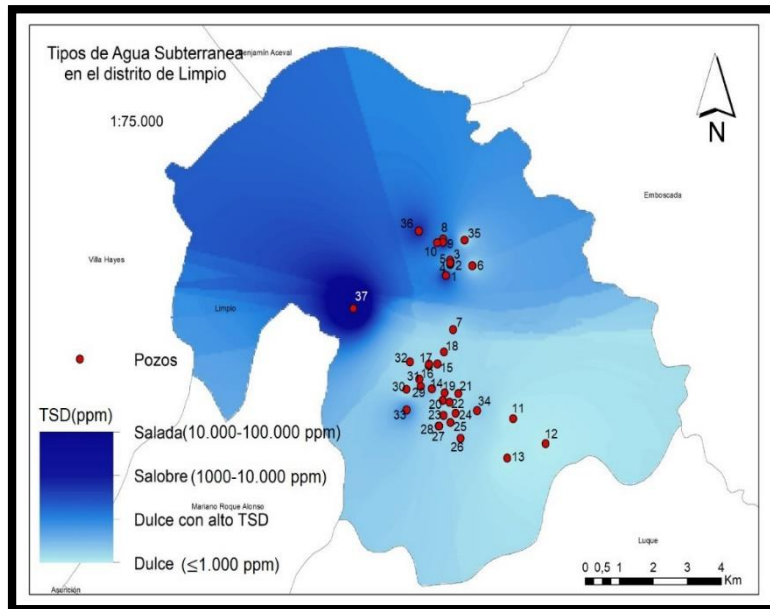 Tipos de Agua Subterranea
en el distrito de Limpio
Benjamín Aceval
1:75.000
N
Emboscada
Villa Hayes
Limpio
36
8
9
35
10
3
5
2
6
4
1
37
7
18
32
17
15
16
31
30
29
14
19
21
20
22
33
34
23
24
11
25
28
27
26
12
13
Pozos
TSD(ppm)
Salada(10.000-100.000 ppm)
Salobre (1000-10.000 ppm)
Mariano Roque Alonso
Dulce con alto TSD
Dulce (≤1.000 ppm)
Luque
Asunción
0 0,5 1 2 3 4
Km